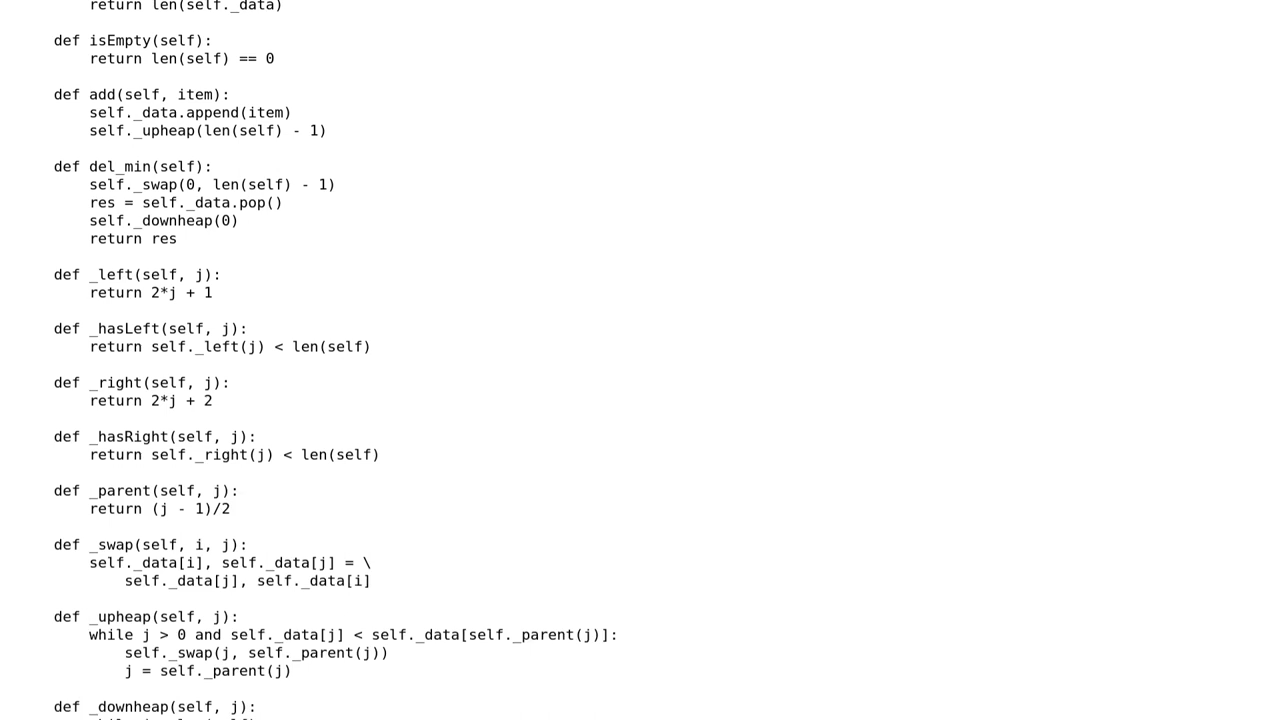 return len(self._data)
def isEmpty(self):
return len(self) == 0
def add(self, item):
self._data.append(item)
self._upheap(len(self) - 1)
def del_min(self):
self._swap(0, len(self) - 1)
res = self._data.pop()
self._downheap(0)
return res
def _left(self, j):
return 2*j + 1
def _hasLeft(self, j):
return self._left(j) < len(self)
def _right(self, j):
return 2*j + 2
def _hasRight(self, j):
return self._right(j) < len(self)
def _parent(self, j):
return (j - 1)/2
def _swap(self, i, j):
self._data[i], self._data[j] = \
self._data[j], self._data[i]
def _upheap(self, j):
while j > 0 and self._data[j] < self._data[self._parent(j)]:
self._swap(j, self._parent(j))
j = self._parent(j)
def _downheap(self, j):